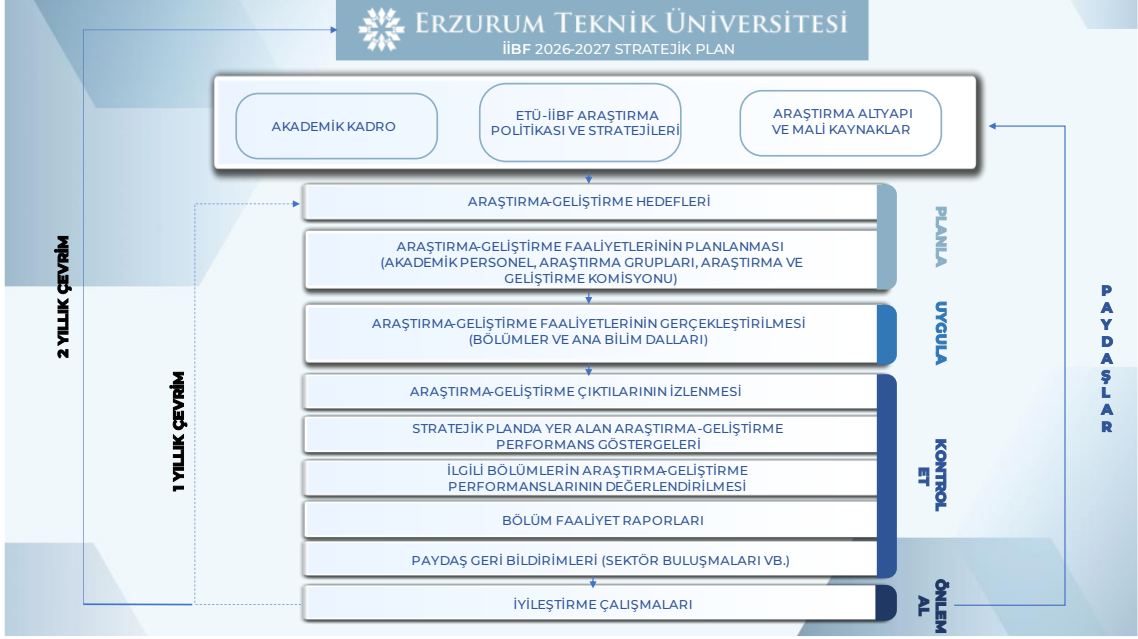 ERZURUM TEKNİK ÜNİVERSİTESİ
İİBF 2026-2027 STRATEJİK PLAN
AKADEMİK KADRO
ETÜ-İİBF ARAŞTIRMA
POLİTİKASI VE STRATEJİLERİ
ARAŞTIRMA ALTYAPI
VE MALİ KAYNAKLAR
ARAŞTIRMA-GELİŞTİRME HEDEFLERİ
ARAŞTIRMA-GELİŞTİRME FAALİYETLERİNİN PLANLANMASI
(AKADEMİK PERSONEL, ARAŞTIRMA GRUPLARI, ARAŞTIRMA VE
GELİŞTİRME KOMİSYONU)
PLANLA
ARAŞTIRMA-GELİŞTİRME FAALİYETLERİNİN GERÇEKLEŞTİRİLMESİ
(BÖLÜMLER VE ANA BİLİM DALLARI)
UYGULA
ARAŞTIRMA-GELİŞTİRME ÇIKTILARININ İZLENMESİ
STRATEJİK PLANDA YER ALAN ARAŞTIRMA-GELİŞTİRME
PERFORMANS GÖSTERGELERİ
İLGİLİ BÖLÜMLERİN ARAŞTIRMA-GELİŞTİRME
PERFORMANSLARININ DEĞERLENDİRİLMESİ
BÖLÜM FAALİYET RAPORLARI
PAYDAŞ GERİ BİLDİRİMLERİ (SEKTÖR BULUŞMALARI VB.)
KONTROL
ET
İYİLEŞTİRME ÇALIŞMALARI
ÖNLEM
AL
2 YILLIK ÇEVRİM
1 YILLIK ÇEVRİM
PAYDAŞLAR